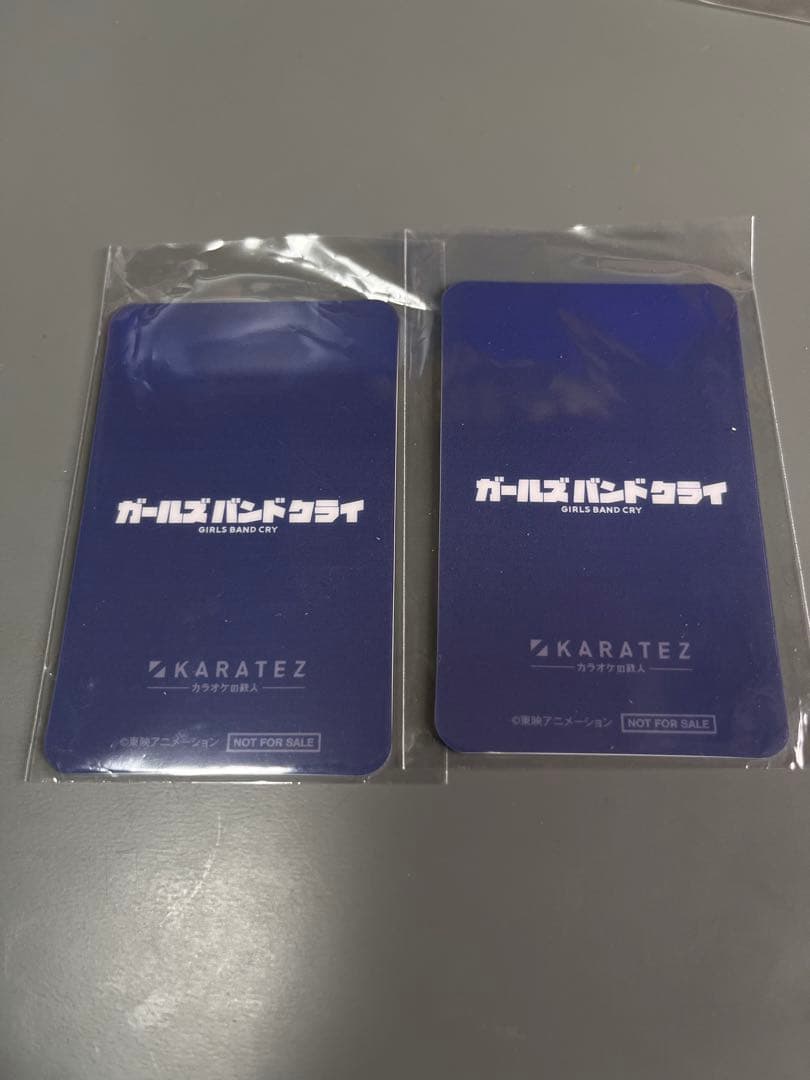 ガールズバンドクライ
GIRLS BAND CRY
KARATEZ
カラオケの鉄人
©東映アニメーション NOT FOR SALE
ガールズバンドクライ
GIRLS BAND CRY
KARATEZ
カラオケの鉄人
©東映アニメーション NOT FOR SALE